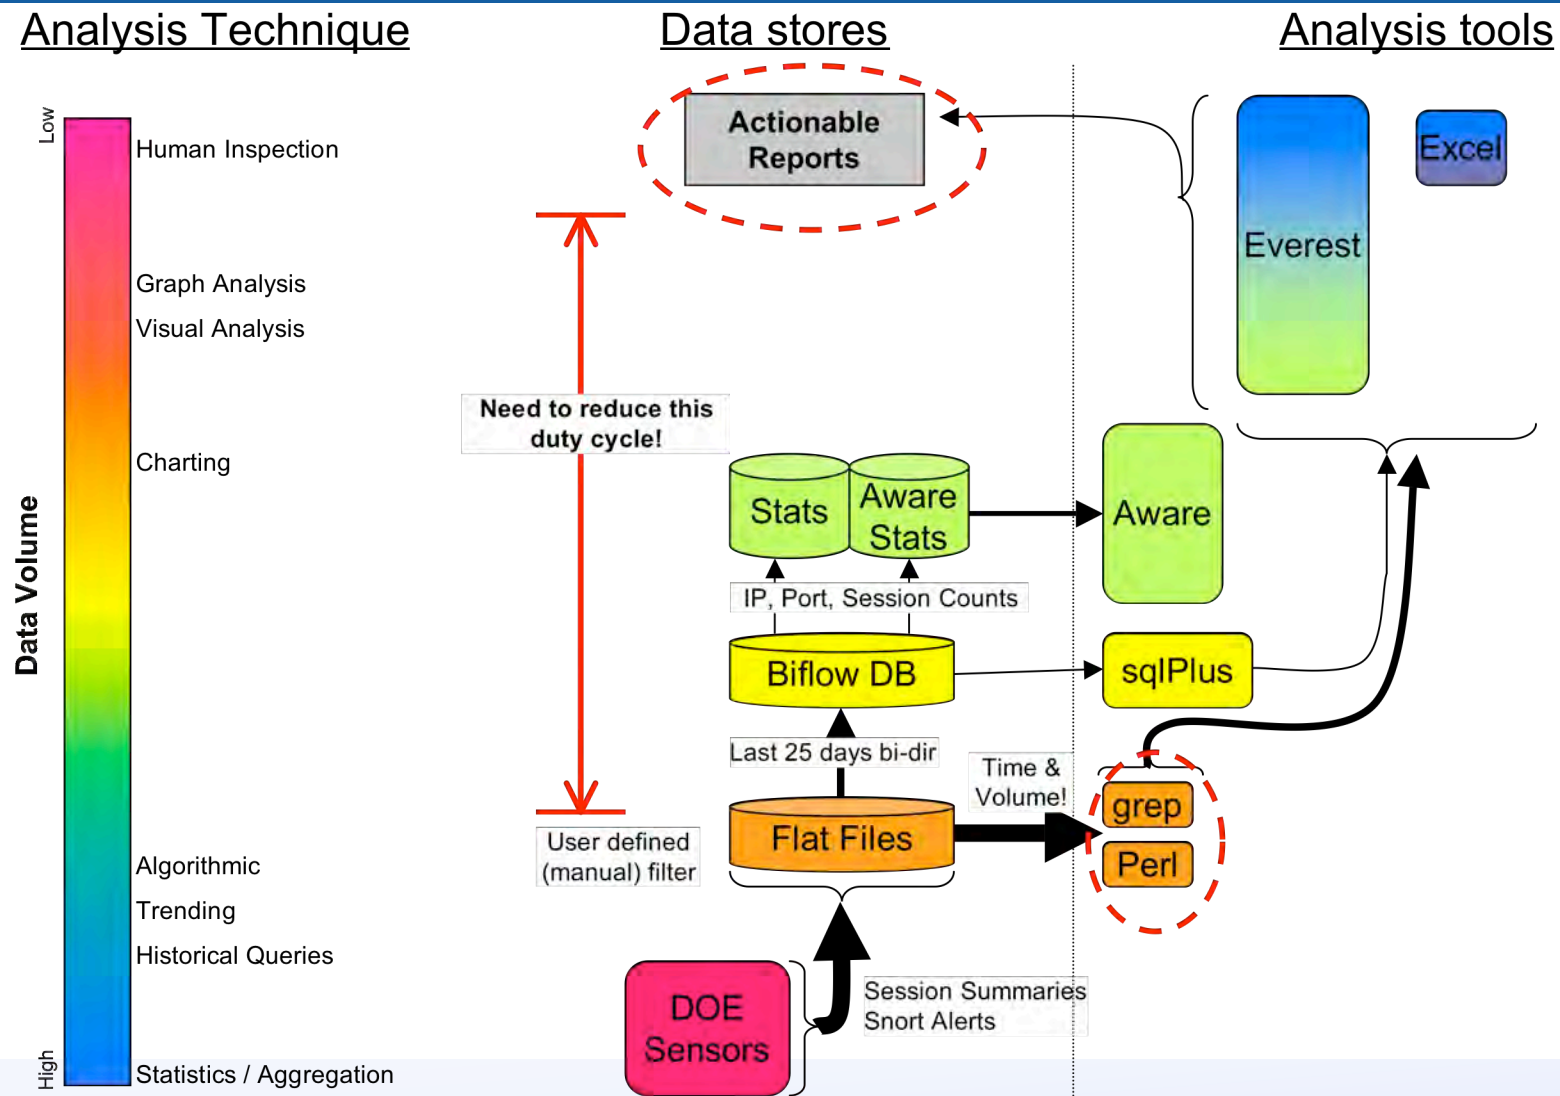 Analysis Technique
Data stores
Analysis tools
Low
Human Inspection
Graph Analysis
Visual Analysis
Charting
Data Volume
Algorithmic
Trending
Historical Queries
High
Statistics / Aggregation
Actionable
Reports
Need to reduce this
duty cycle!
User defined
(manual) filter
Stats
Aware
Stats
IP, Port, Session Counts
Biflow DB
Last 25 days bi-dir
Flat Files
Time &
Volume!
DOE
Sensors
Session Summaries
Snort Alerts
Everest
Excel
Aware
sqlPlus
grep
Perl